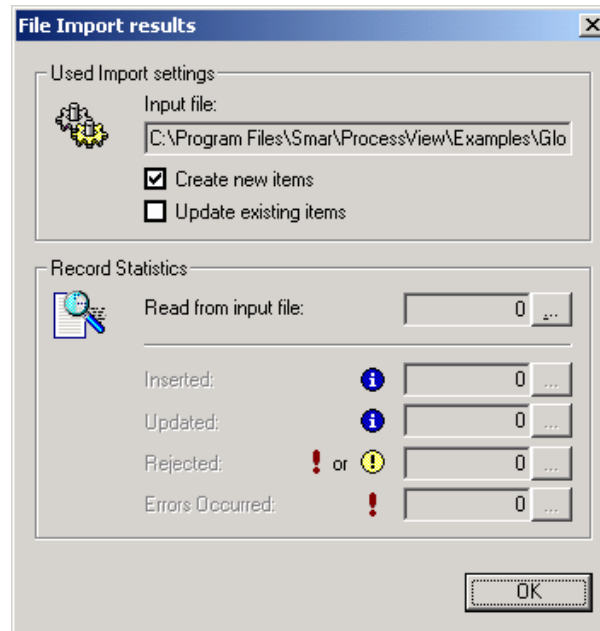 File Import results
Used Import settings
Input file:
C:\Program Files\Smar\ProcessView\Examples\Glo
Create new items
Update existing items
Record Statistics
Read from input file: 0 ...
Inserted: 0 ...
Updated: 0 ...
Rejected: ! or ! 0 ...
Errors Occurred: ! 0 ...
OK